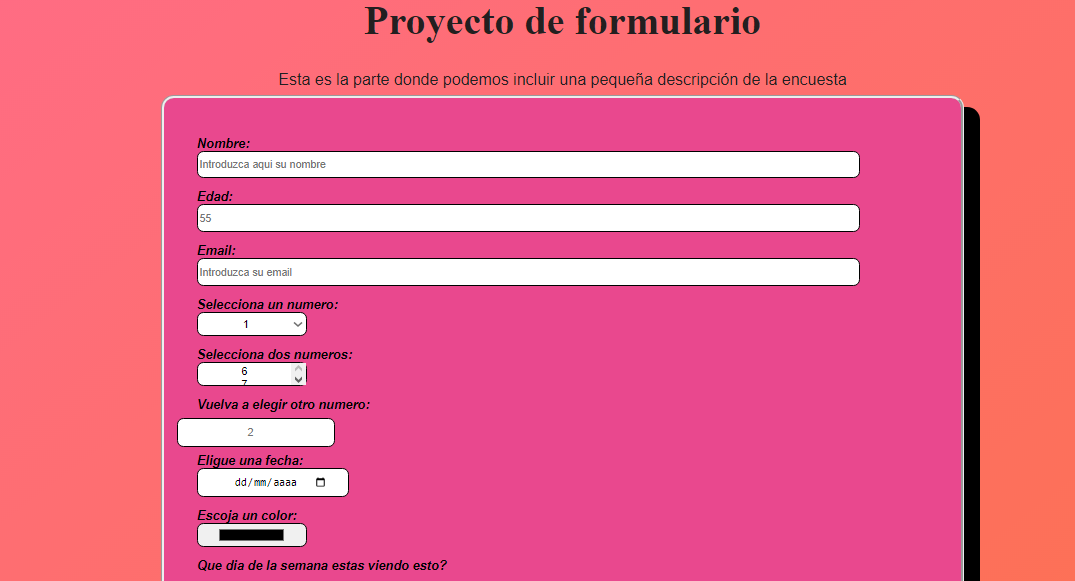 Proyecto de formulario
Esta es la parte donde podemos incluir una pequeña descripción de la encuesta
Nombre:
Introduzca aqui su nombre
Edad:
55
Email:
Introduzca su email
Selecciona un numero:
1
Selecciona dos numeros:
6
7
Vuelva a elegir otro numero:
2
Eligue una fecha:
dd/mm/aaaa
Escoja un color:
Que dia de la semana estas viendo esto?